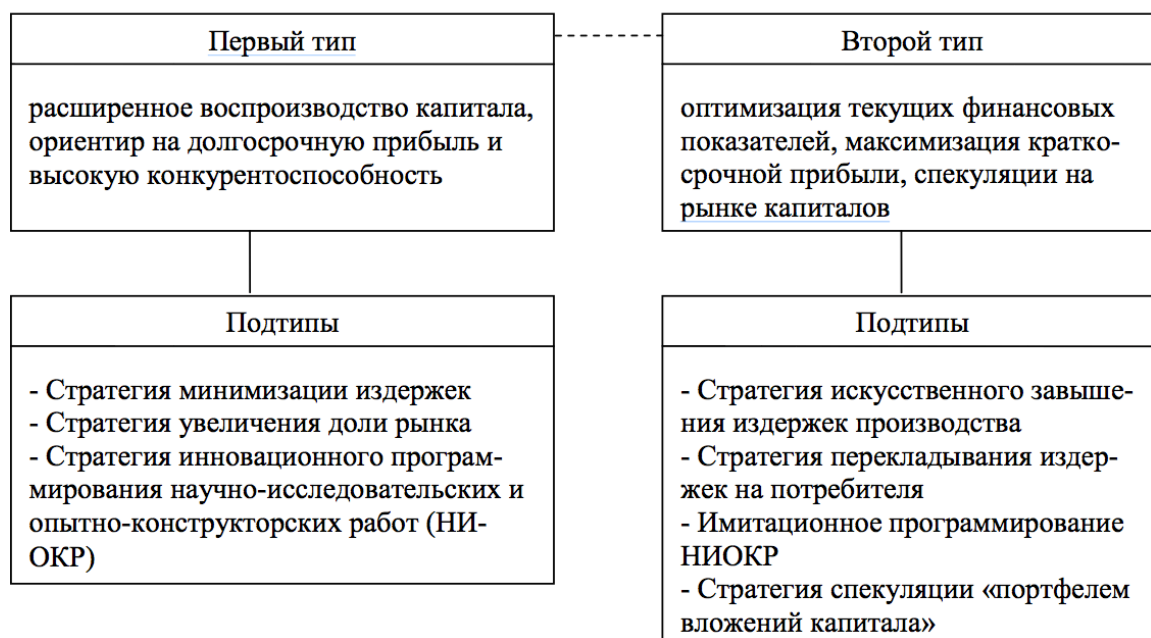 Первый тип
расширенное воспроизводство капитала,
ориентир на долгосрочную прибыль и
высокую конкурентоспособность
Подтипы
- Стратегия минимизации издержек
- Стратегия увеличения доли рынка
- Стратегия инновационного програм-
мирования научно-исследовательских и
опытно-конструкторских работ (НИ-
ОКР)
Второй тип
оптимизация текущих финансовых
показателей, максимизация кратко-
срочной прибыли, спекуляции на
рынке капиталов
Подтипы
- Стратегия искусственного завыше-
ния издержек производства
- Стратегия перекладывания издер-
жек на потребителя
- Имитационное программирование
НИОКР
- Стратегия спекуляции «портфелем
вложений капитала»